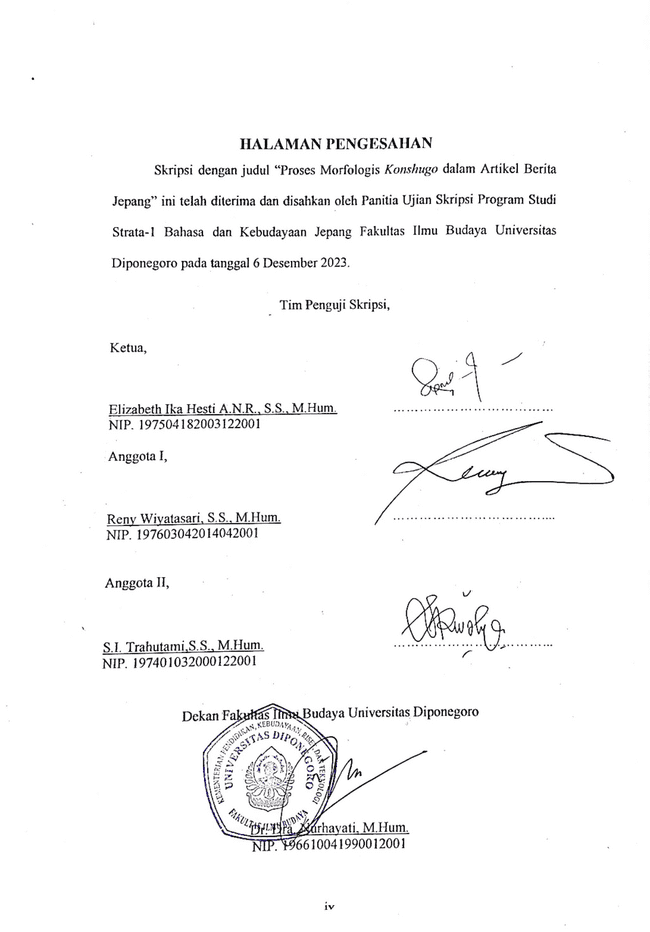 HALAMAN PENGESAHAN
Skripsi dengan judul “Proses Morfologis Konshugo dalam Artikel Berita
Jepang” ini telah diterima dan disahkan oleh Panitia Ujian Skripsi Program Studi
Strata-1 Bahasa dan Kebudayaan Jepang Fakultas Ilmu Budaya Universitas
Diponegoro pada tanggal 6 Desember 2023.
Tim Penguji Skripsi,
Ketua,
Elizabeth Ika Hesti A.N.R., S.S., M.Hum.
NIP. 197504182003122001
Anggota I,
Reny Wiyatasari, S.S., M.Hum.
NIP. 197603042014042001
Anggota II,
S.I. Trahutami,S.S., M.Hum.
NIP. 197401032000122001
Dekan Fakultas Ilmu Budaya Universitas Diponegoro
KEMENTERIAN PENDIDIKAN, KEBUDAYAAN, RISET, DAN TEKNOLOGI
UNIVERSITAS DIPONEGORO
FAKULTAS ILMU BUDAYA
Dr. Dra. Nurhayati, M.Hum.
NIP. 196610041990012001
iv